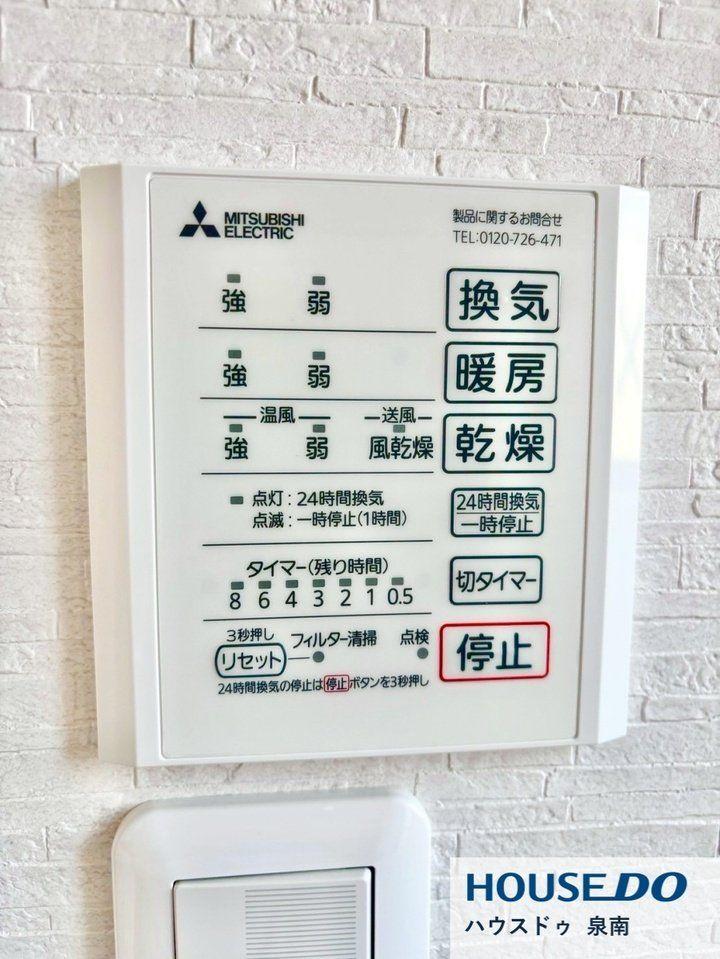 MITSUBISHI
ELECTRIC
製品に関するお問合せ
TEL:0120-726-471
強 弱 換気
強 弱 暖房
温風 送風
強 弱 風乾燥 乾燥
点灯：24時間換気
点滅：一時停止(1時間)
24時間換気
一時停止
タイマー(残り時間)
8 6 4 3 2 1 0.5
切タイマー
3秒押し
リセット フィルター清掃 点検
停止
24時間換気の停止は停止ボタンを3秒押し
HOUSEDO
ハウスドゥ 泉南